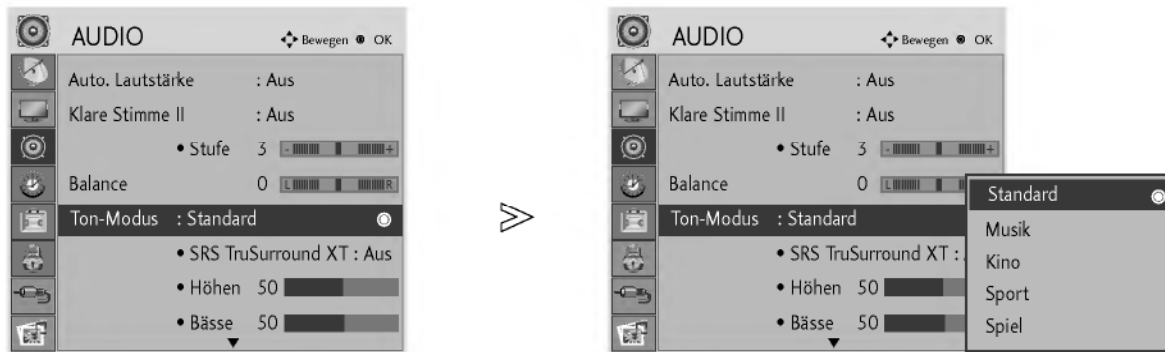 AUDIO Bewegen OK
Auto. Lautstärke : Aus
Klare Stimme II : Aus
• Stufe 3 - +
Balance 0 L R
Ton-Modus : Standard
• SRS TruSurround XT : Aus
• Höhen 50
• Bässe 50
AUDIO Bewegen OK
Auto. Lautstärke : Aus
Klare Stimme II : Aus
• Stufe 3 - +
Balance 0 L
Ton-Modus : Standard
• SRS TruSurround XT :
• Höhen 50
• Bässe 50
Standard
Musik
Kino
Sport
Spiel